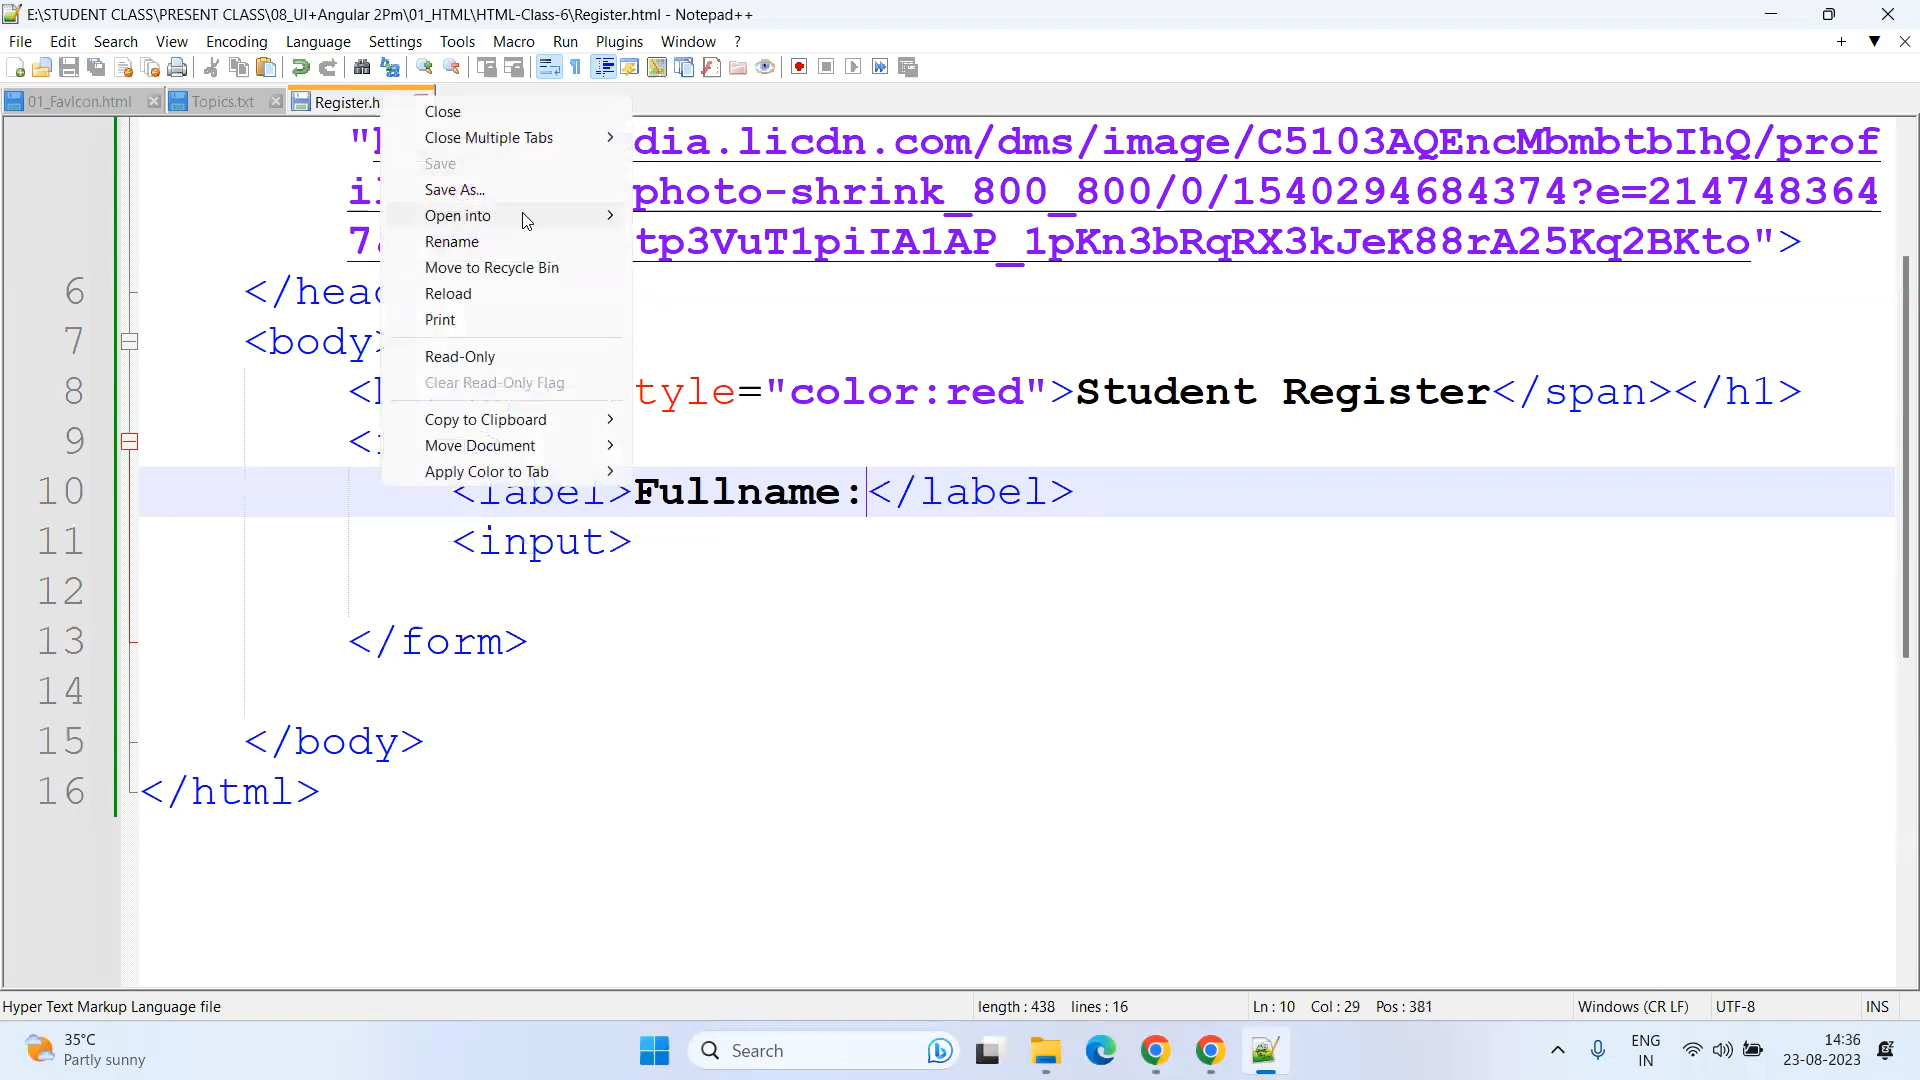 E:\STUDENT CLASS\PRESENT CLASS\08_UI+Angular 2Pm\01_HTML\HTML-Class-6\Register.html - Notepad++
File Edit Search View Encoding Language Settings Tools Macro Run Plugins Window ?
01_FavIcon.html Topics.txt Register.h
Close
Close Multiple Tabs
Save
Save As...
Open into
Rename
Move to Recycle Bin
Reload
Print
Read-Only
Clear Read-Only Flag
Copy to Clipboard
Move Document
Apply Color to Tab
dia.licdn.com/dms/image/C5103AQEncMbmbtbIhQ/prof
photo-shrink_800_800/0/1540294684374?e=214748364
tp3VuT1piIA1AP_1pKn3bRqRX3kJeK88rA25Kq2BKto">
6 </head
7 <body>
8 tyle="color:red">Student Register</span></h1>
9
10 <label>Fullname:</label>
11 <input>
12
13 </form>
14
15 </body>
16 </html>
Hyper Text Markup Language file length : 438 lines : 16 Ln : 10 Col : 29 Pos : 381 Windows (CR LF) UTF-8 INS
35°C
Partly sunny
Search
ENG
IN
14:36
23-08-2023